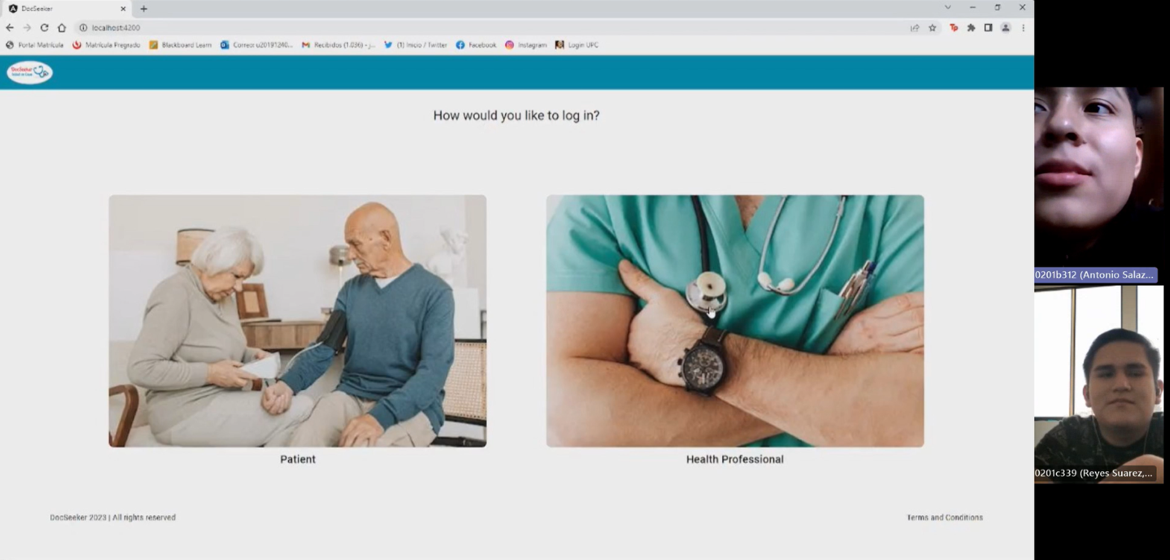 DocSeeker
localhost:4200
Portal Matrícula
Matrícula Pregrado
Blackboard Learn
Correo u20191240...
Recibidos (1.036) - j...
(1) Inicio / Twitter
Facebook
Instagram
Login UPC
DocSeeker
How would you like to log in?
Patient
Health Professional
DocSeeker 2023 | All rights reserved
Terms and Conditions
0201b312 (Antonio Salaz...
0201c339 (Reyes Suarez,...